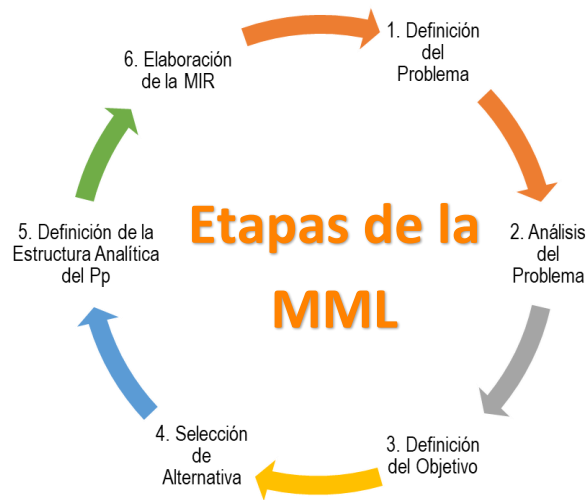 1. Definición
del
Problema
2. Análisis
del
Problema
3. Definición
del Objetivo
4. Selección
de
Alternativa
5. Definición de la
Estructura Analítica
del Pp
6. Elaboración
de la MIR
Etapas de la
MML